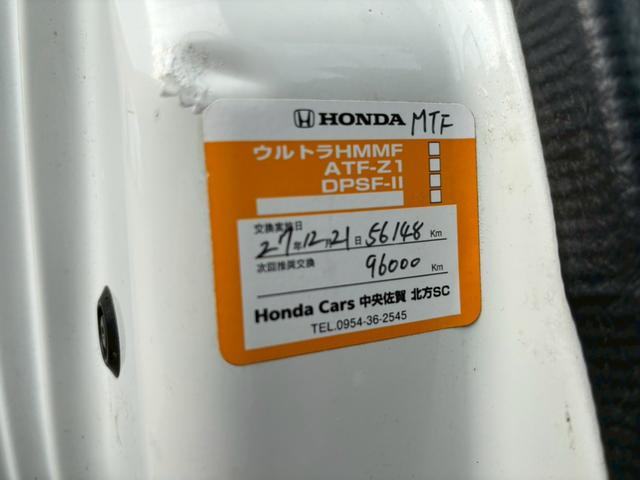 HONDA MTF
ウルトラHMMF
ATF-Z1
DPSF-II
交換実施日
27年12月21日 56148 Km
次回推奨交換 96000 Km
Honda Cars 中央佐賀 北方SC
TEL.0954-36-2545